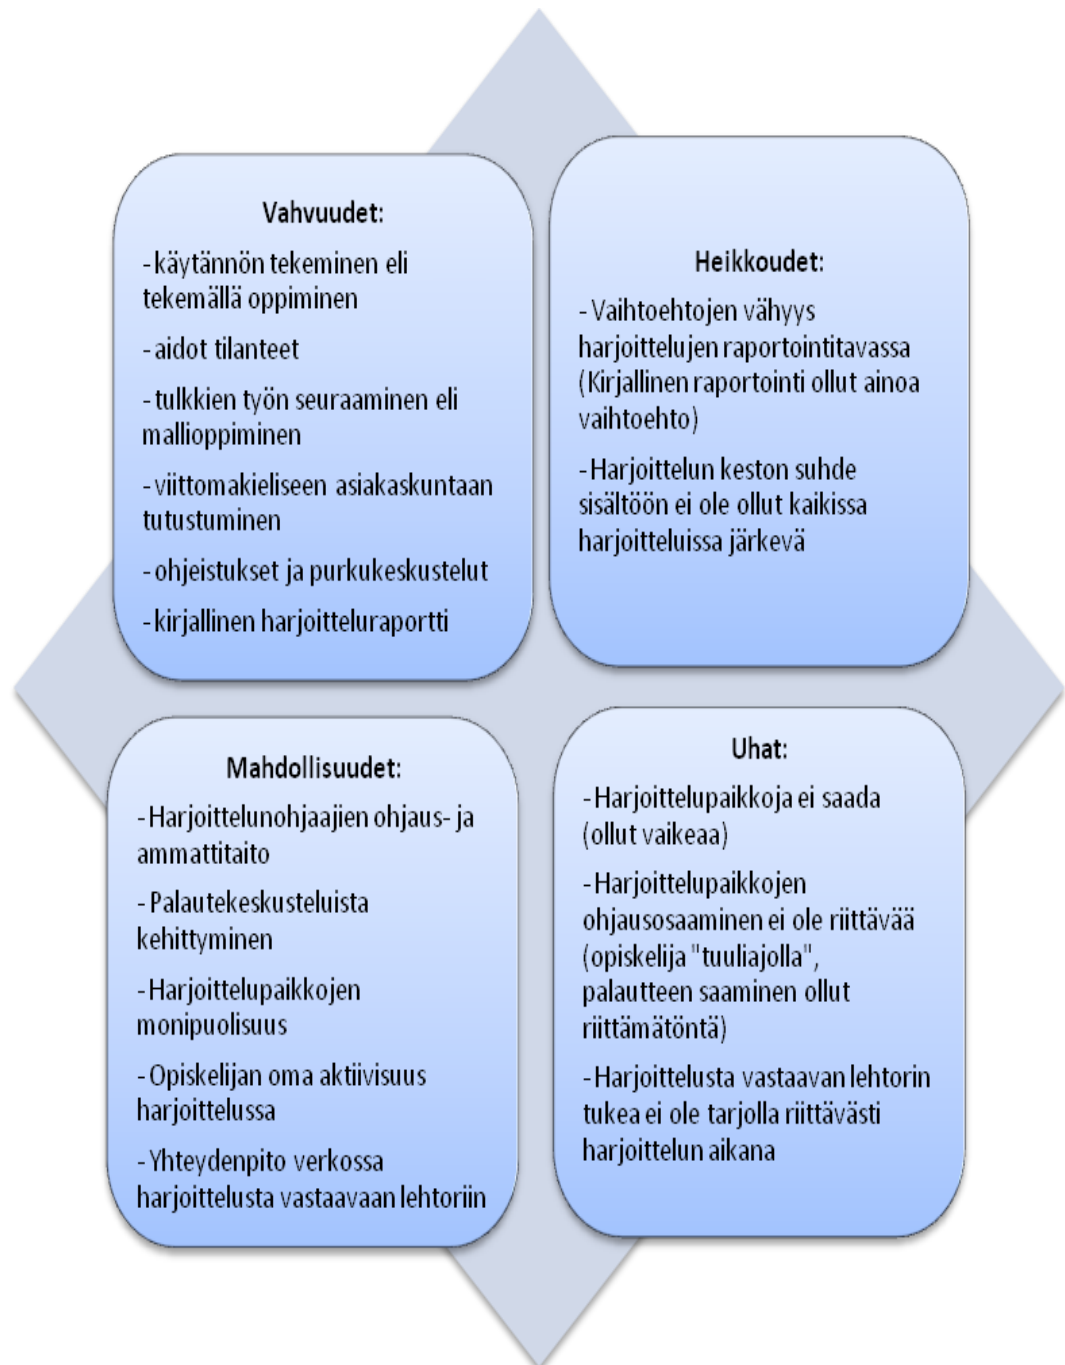 Vahvuudet:
- käytännön tekeminen eli
tekemällä oppiminen
- aidot tilanteet
- tulkkien työn seuraaminen eli
mallioppiminen
- viittomakieliseen asiakaskuntaan
tutustuminen
- ohjeistukset ja purkukeskustelut
- kirjallinen harjoitteluraportti
Heikkoudet:
- Vaihtoehtojen vähyys
harjoittelujen raportointitavassa
(Kirjallinen raportointi ollut ainoa
vaihtoehto)
- Harjoittelun keston suhde
sisältöön ei ole ollut kaikissa
harjoitteluissa järkevä
Mahdollisuudet:
- Harjoittelunohjaajien ohjaus- ja
ammattitaito
- Palautekeskusteluista
kehittyminen
- Harjoittelupaikkojen
monipuolisuus
- Opiskelijan oma aktiivisuus
harjoittelussa
- Yhteydenpito verkossa
harjoittelusta vastaavaan lehtoriin
Uhat:
- Harjoittelupaikkoja ei saada
(ollut vaikeaa)
- Harjoittelupaikkojen
ohjausosaaminen ei ole riittävää
(opiskelija "tuuliajolla",
palautteen saaminen ollut
riittämätöntä)
- Harjoittelusta vastaavan lehtorin
tukea ei ole tarjolla riittävästi
harjoittelun aikana